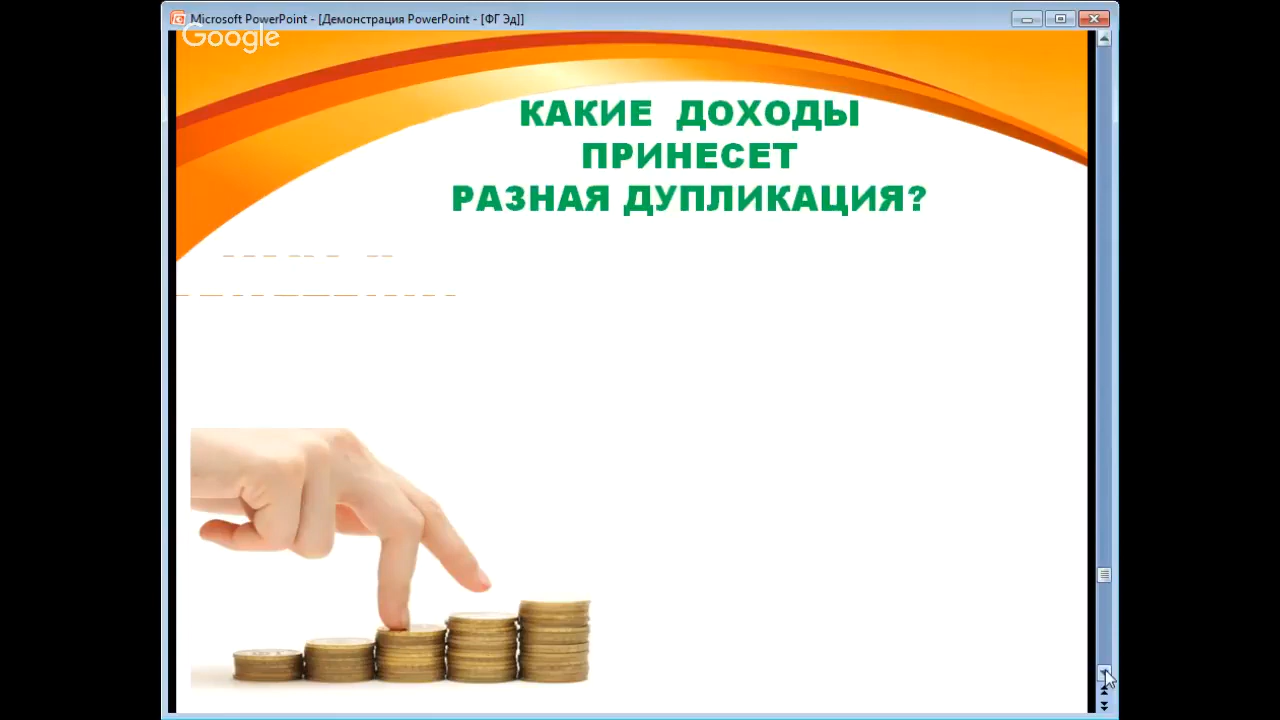 Microsoft PowerPoint - [Демонстрация PowerPoint - [ФГ Эд]]
Google
КАКИЕ ДОХОДЫ
ПРИНЕСЕТ
РАЗНАЯ ДУПЛИКАЦИЯ?